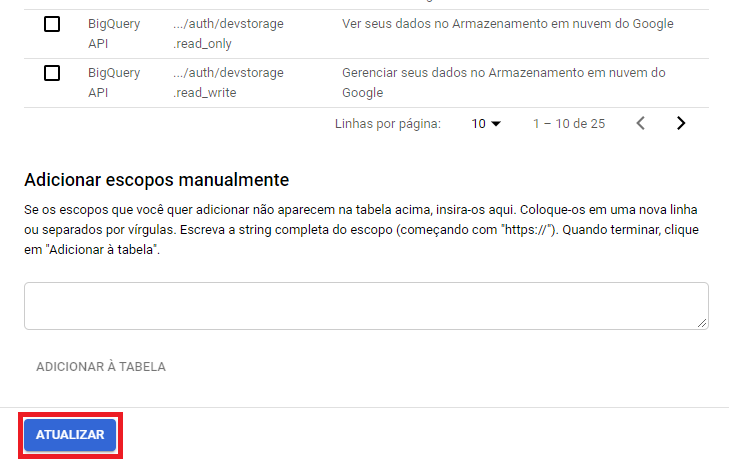 BigQuery API
.../auth/devstorage.read_only
Ver seus dados no Armazenamento em nuvem do Google
BigQuery API
.../auth/devstorage.read_write
Gerenciar seus dados no Armazenamento em nuvem do Google
Linhas por página: 10 1 – 10 de 25
Adicionar escopos manualmente
Se os escopos que você quer adicionar não aparecem na tabela acima, insira-os aqui. Coloque-os em uma nova linha
ou separados por vírgulas. Escreva a string completa do escopo (começando com "https://"). Quando terminar, clique
em "Adicionar à tabela".
ADICIONAR À TABELA
ATUALIZAR